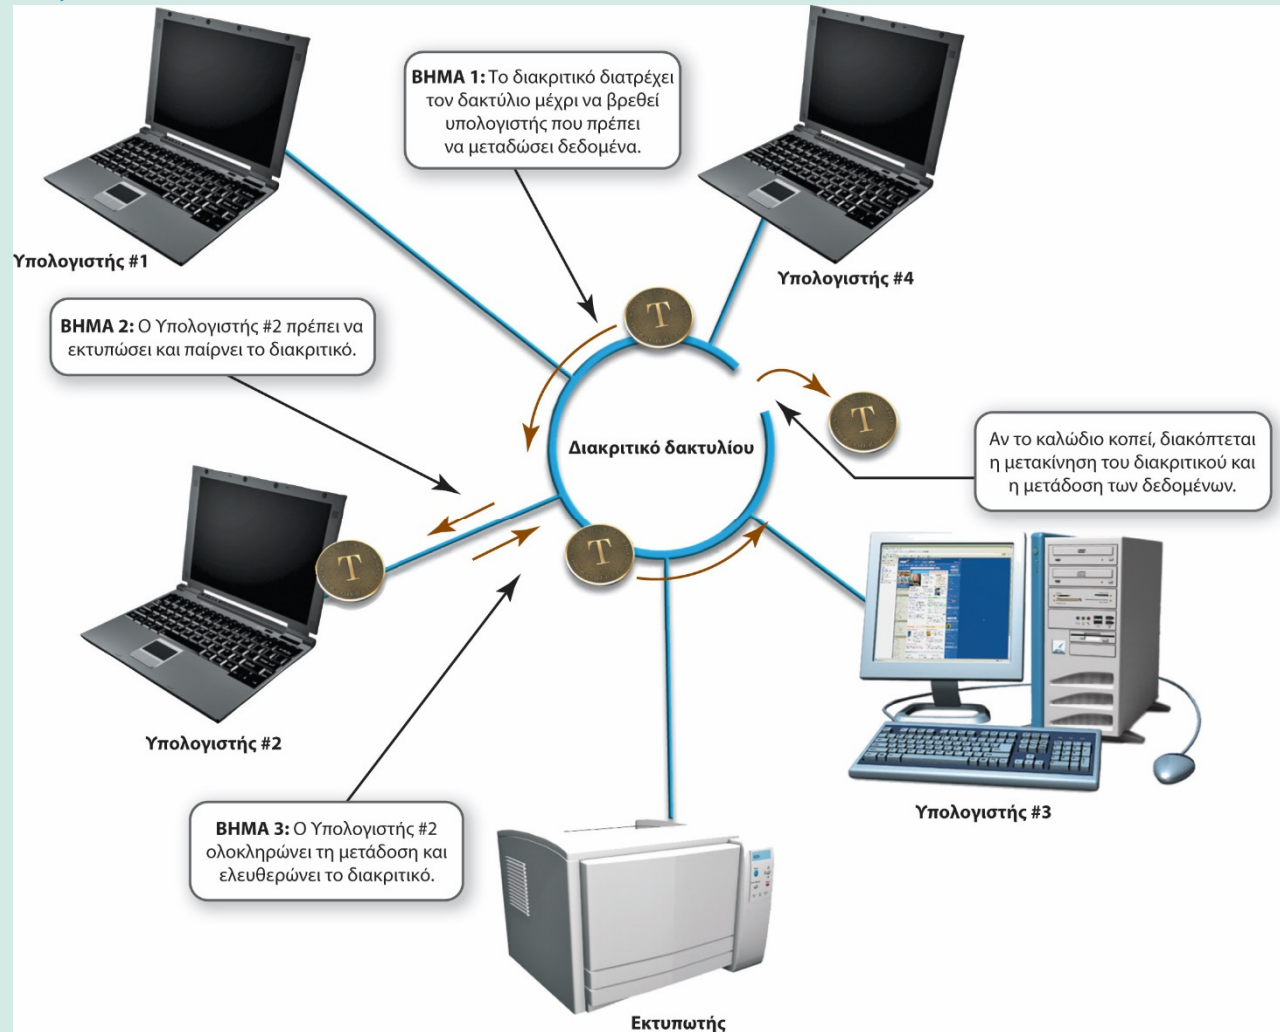 ΒΗΜΑ 1: Το διακριτικό διατρέχει
τον δακτύλιο μέχρι να βρεθεί
υπολογιστής που πρέπει
να μεταδώσει δεδομένα.
Υπολογιστής #1
Υπολογιστής #4
T
ΒΗΜΑ 2: Ο Υπολογιστής #2 πρέπει να
εκτυπώσει και παίρνει το διακριτικό.
T
Διακριτικό δακτυλίου
Αν το καλώδιο κοπεί, διακόπτεται
η μετακίνηση του διακριτικού και
η μετάδοση των δεδομένων.
T
T
Υπολογιστής #2
Υπολογιστής #3
ΒΗΜΑ 3: Ο Υπολογιστής #2
ολοκληρώνει τη μετάδοση και
ελευθερώνει το διακριτικό.
Εκτυπωτής